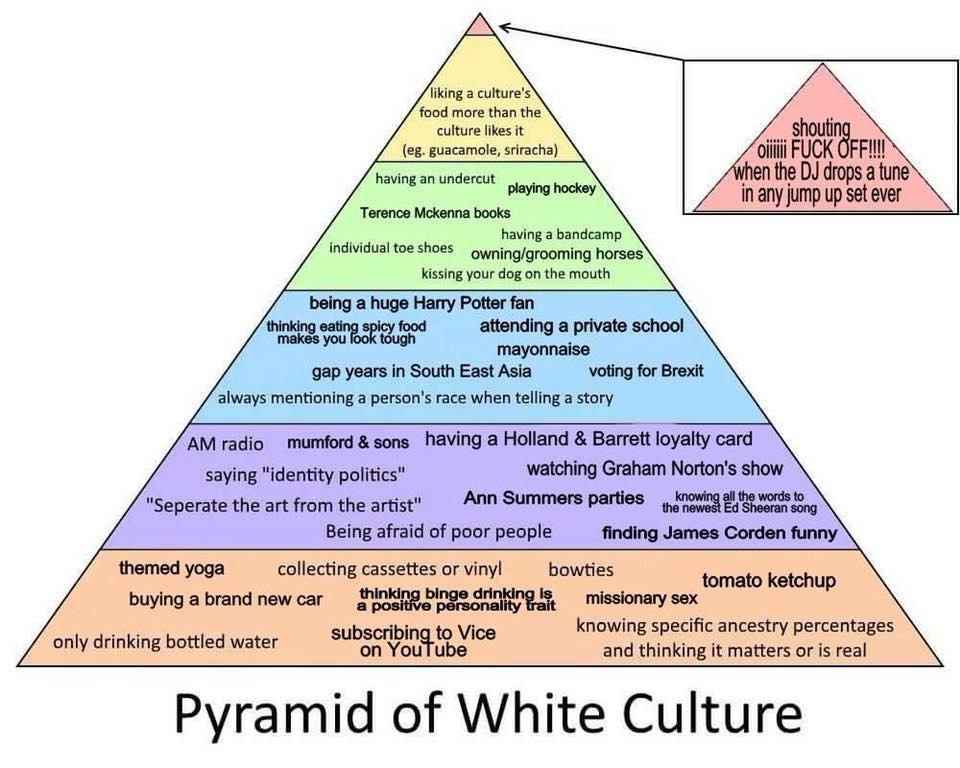 shouting
oiiiiii FUCK OFF!!!!
when the DJ drops a tune
in any jump up set ever
liking a culture's
food more than the
culture likes it
(eg. guacamole, sriracha)
having an undercut
playing hockey
Terence Mckenna books
having a bandcamp
individual toe shoes
owning/grooming horses
kissing your dog on the mouth
being a huge Harry Potter fan
thinking eating spicy food
makes you look tough
attending a private school
mayonnaise
gap years in South East Asia
voting for Brexit
always mentioning a person's race when telling a story
AM radio
mumford & sons
having a Holland & Barrett loyalty card
saying "identity politics"
watching Graham Norton's show
"Seperate the art from the artist"
Ann Summers parties
knowing all the words to
the newest Ed Sheeran song
Being afraid of poor people
finding James Corden funny
themed yoga
collecting cassettes or vinyl
bowties
tomato ketchup
buying a brand new car
thinking binge drinking is
a positive personality trait
missionary sex
only drinking bottled water
subscribing to Vice
on YouTube
knowing specific ancestry percentages
and thinking it matters or is real
Pyramid of White Culture